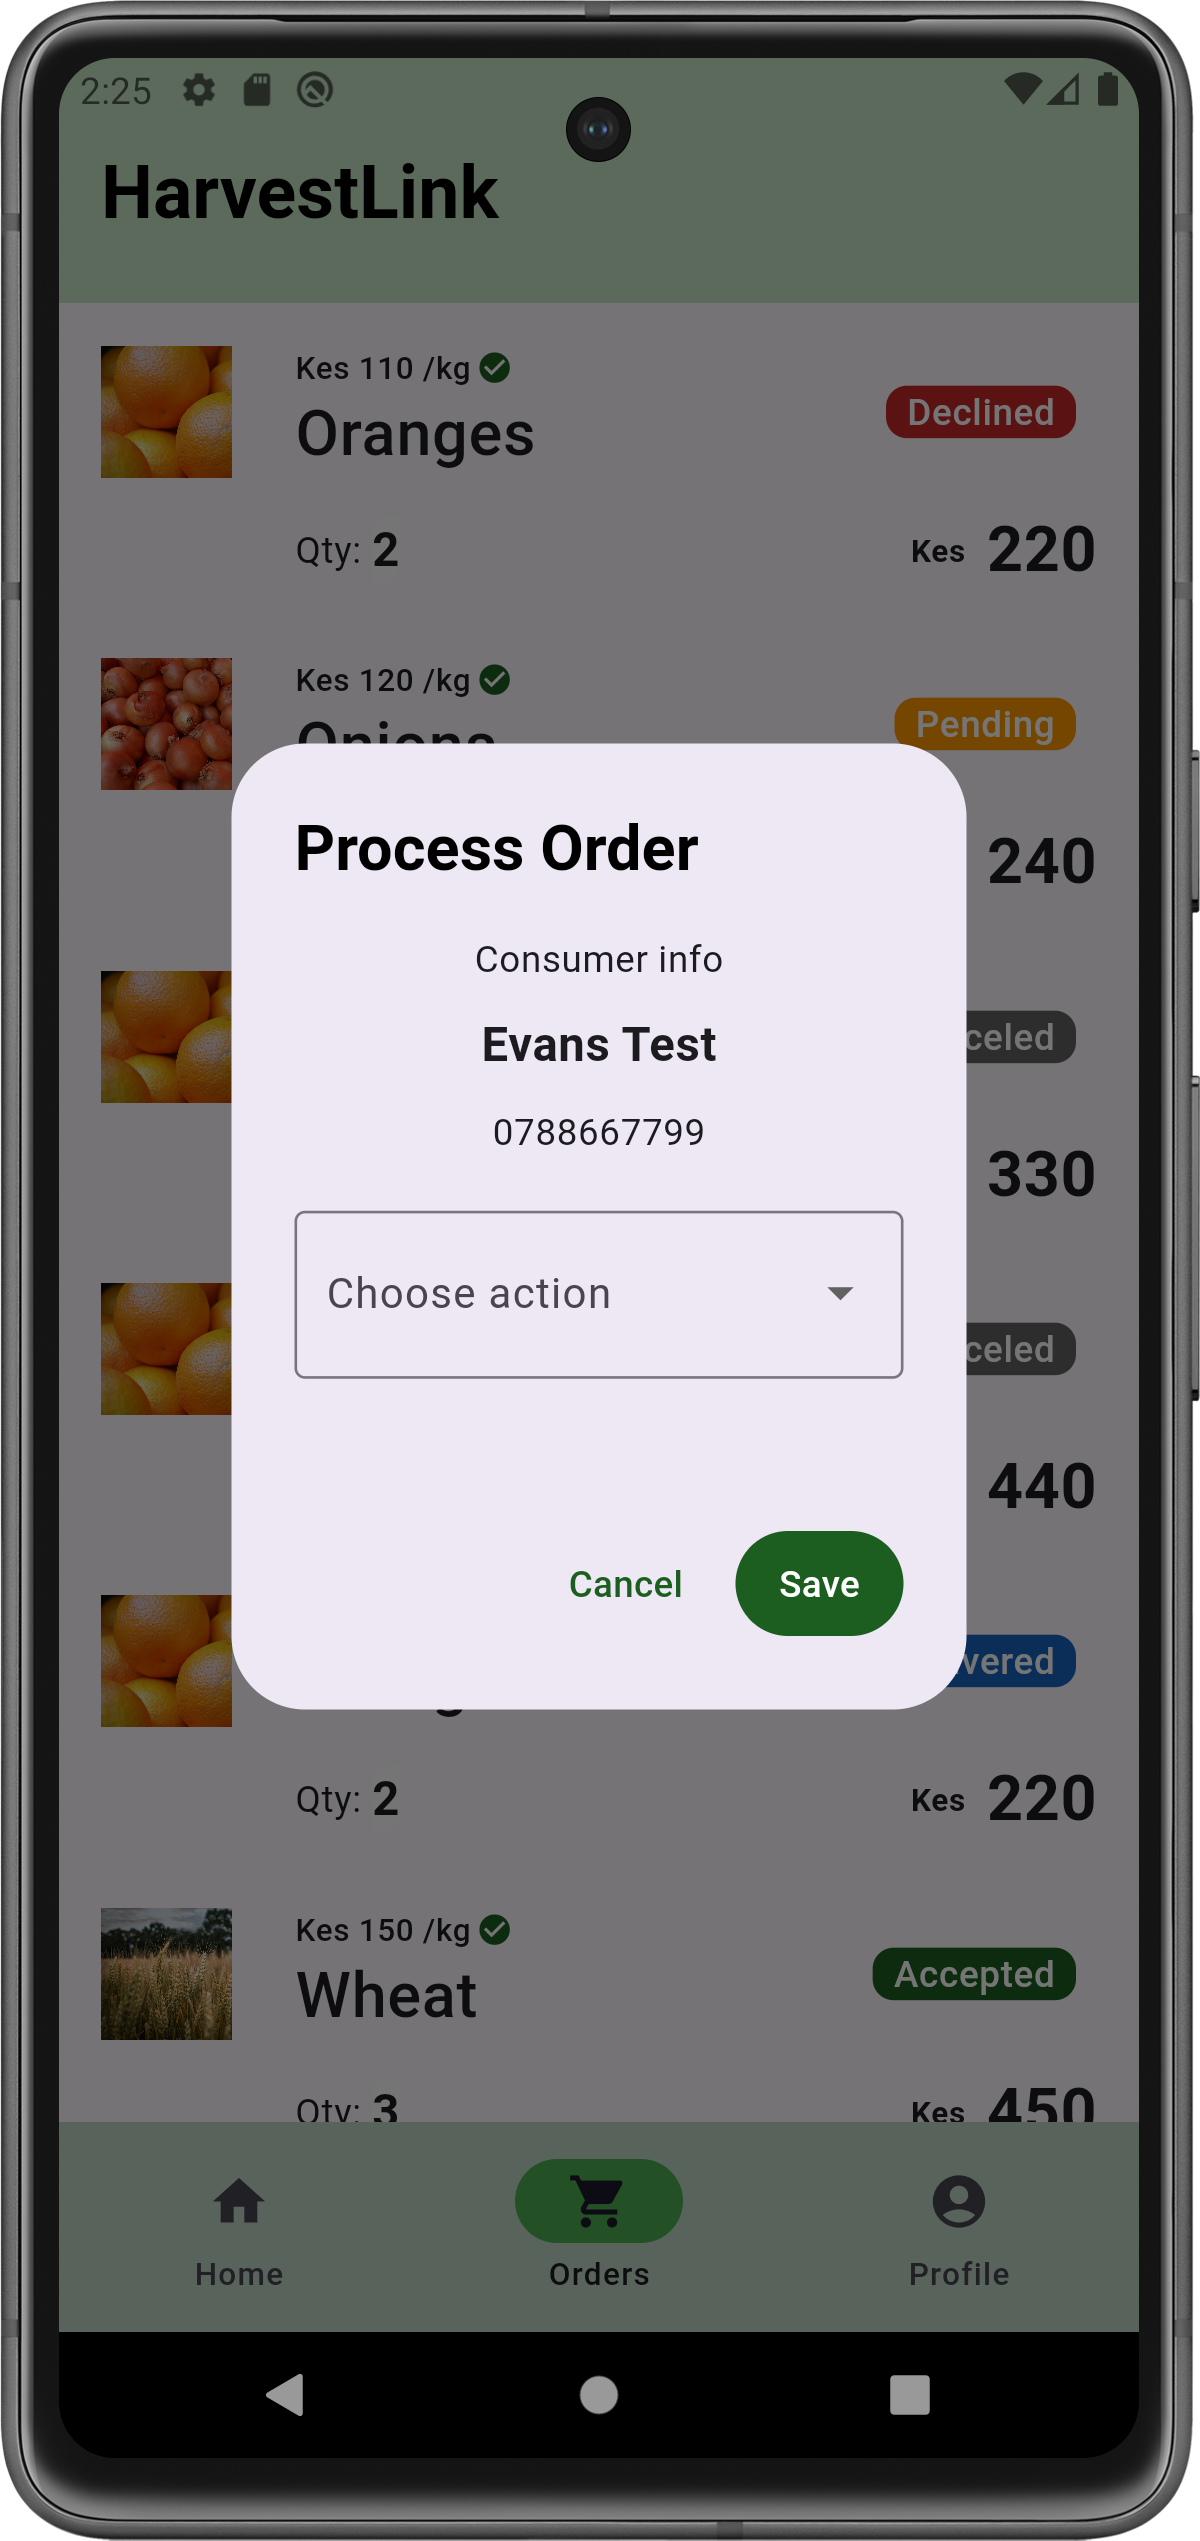 2:25
HarvestLink
Kes 110 /kg
Oranges
Declined
Qty: 2
Kes 220
Kes 120 /kg
Onions
Pending
240
Process Order
Consumer info
Evans Test
0788667799
Choose action
Cancel
Save
celed
330
celed
440
vered
Qty: 2
Kes 220
Kes 150 /kg
Wheat
Accepted
Qty: 3
Kes 450
Home
Orders
Profile